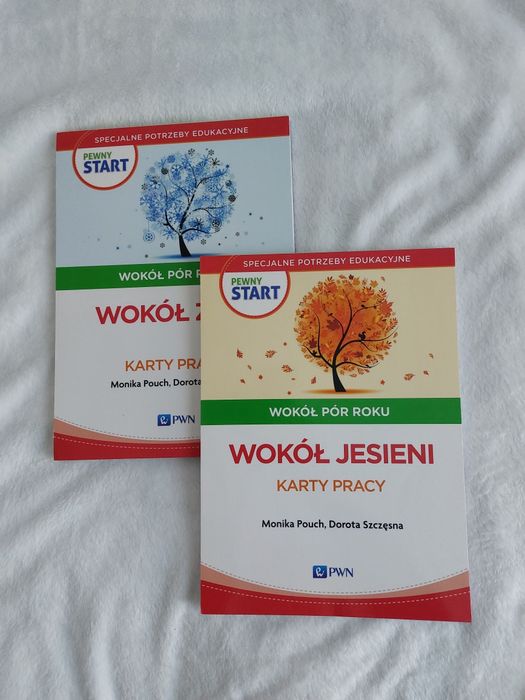 SPECJALNE POTRZEBY EDUKACYJNE
PEWNY
START
WOKÓŁ PÓR
WOKÓŁ
KARTY
Monika Pouch, Dorota
PWN
SPECJALNE POTRZEBY EDUKACYJNE
PEWNY
START
WOKÓŁ PÓR ROKU
WOKÓŁ JESIENI
KARTY PRACY
Monika Pouch, Dorota Szczęsna
PWN